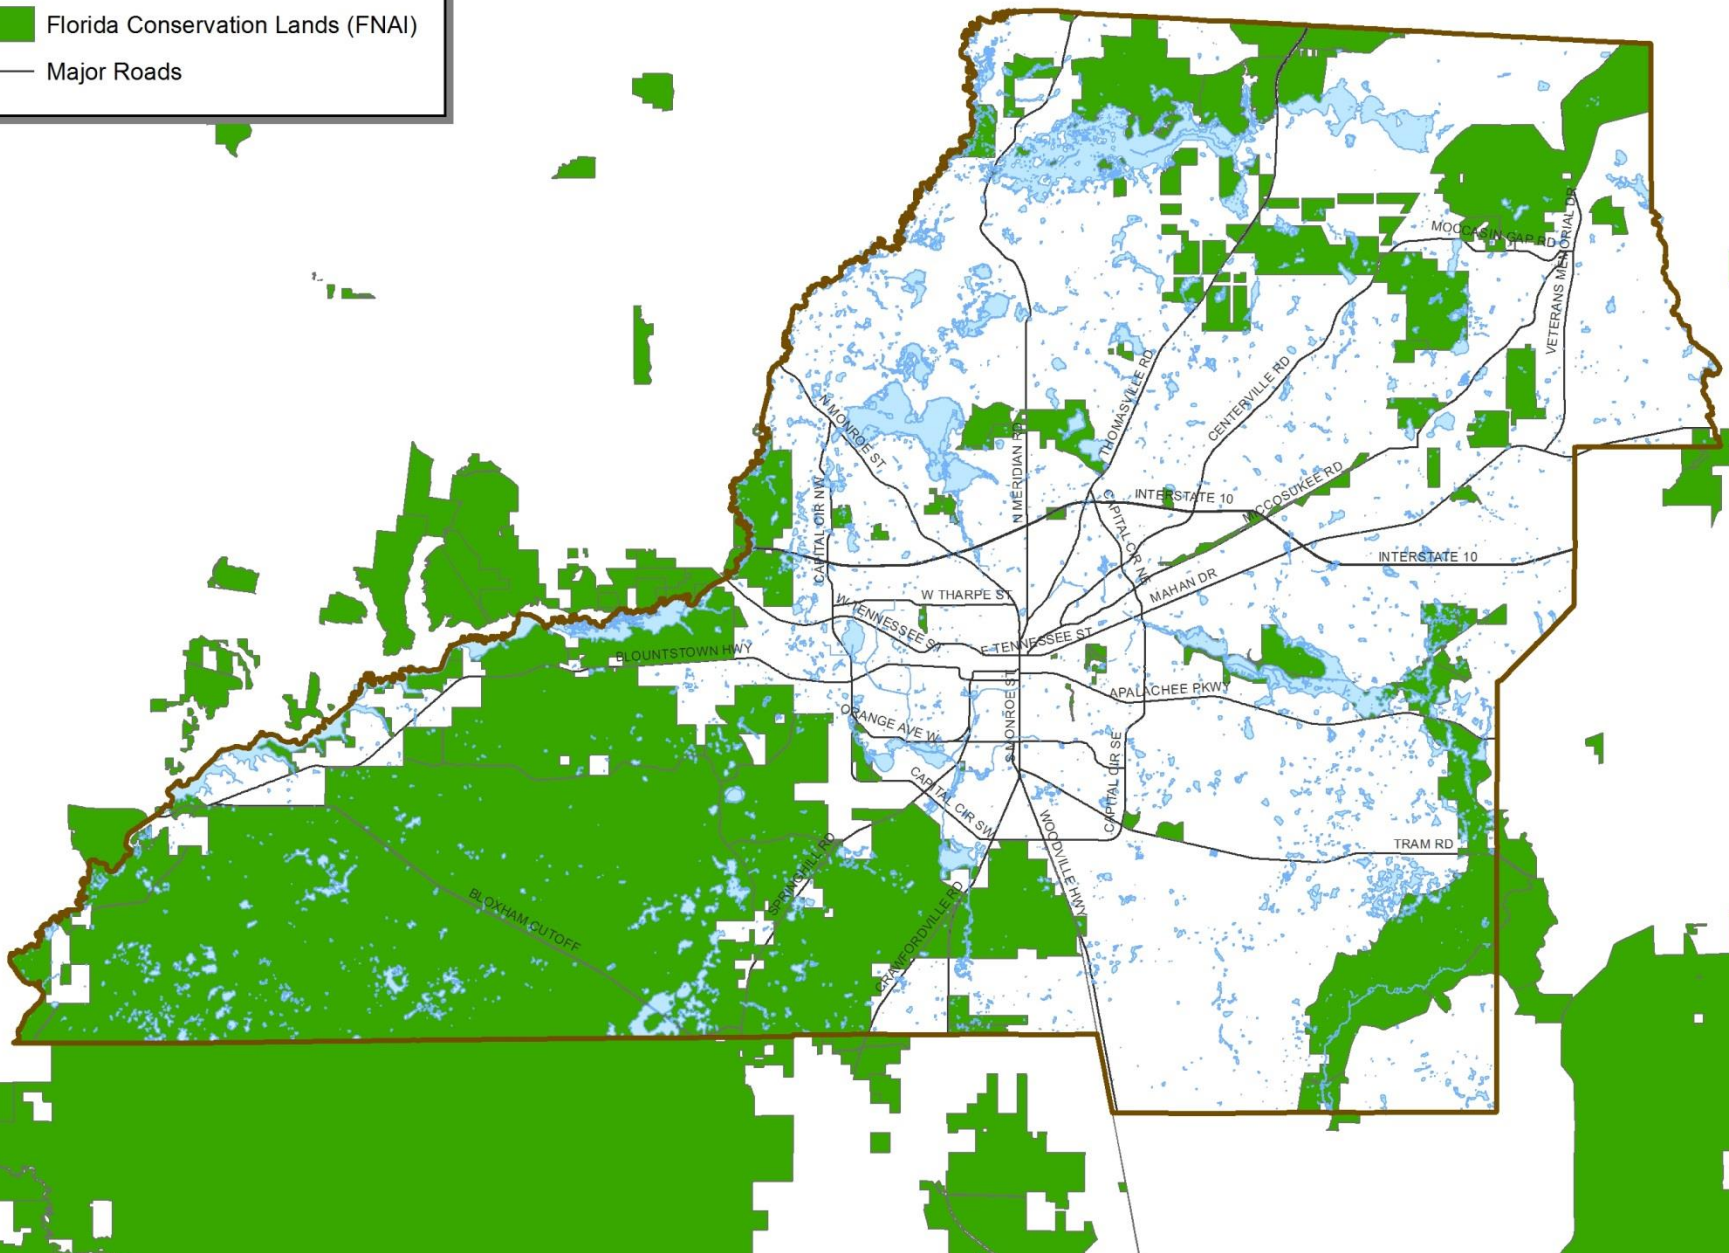 Florida Conservation Lands (FNAI)
Major Roads
MOCCASIN GAP RD
VETERANS MEMORIAL DR
THOMASVILLE RD
CENTERVILLE RD
N MONROE ST
N MERIDIAN RD
CAPITAL CIR NW
INTERSTATE 10
MICCOSUKEE RD
CAPITAL CIR NE
INTERSTATE 10
MAHAN DR
W THARPE ST
W TENNESSEE ST
E TENNESSEE ST
BLOUNTSTOWN HWY
APALACHEE PKWY
ORANGE AVE W
S MONROE ST
CAPITAL CIR SW
CAPITAL CIR SE
WOODVILLE HWY
TRAM RD
SPRINGHILL RD
BLOXHAM CUTOFF
CRAWFORDVILLE RD